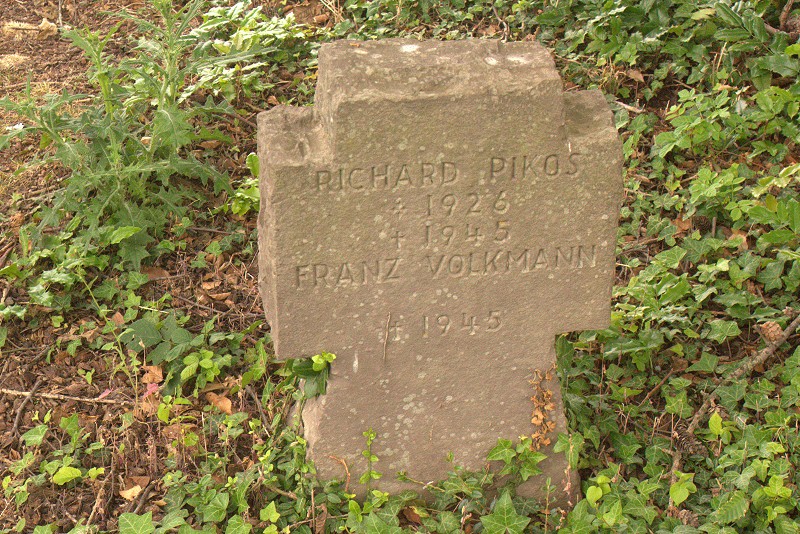 RICHARD PIKOS
+ 1926
+ 1945
FRANZ VOLKMANN
+ 1945